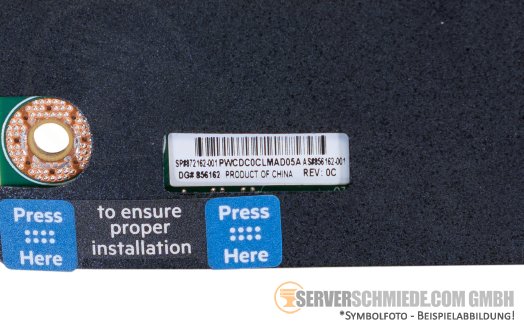 SP#872162-001 PWCDC0CLMAD05A AS#856162-001
DG# 856162 PRODUCT OF CHINA REV: 0C
Press Here
to ensure
proper
installation
Press Here
SERVERSCHMIEDE.COM GMBH
*SYMBOLFOTO - BEISPIELABBILDUNG!